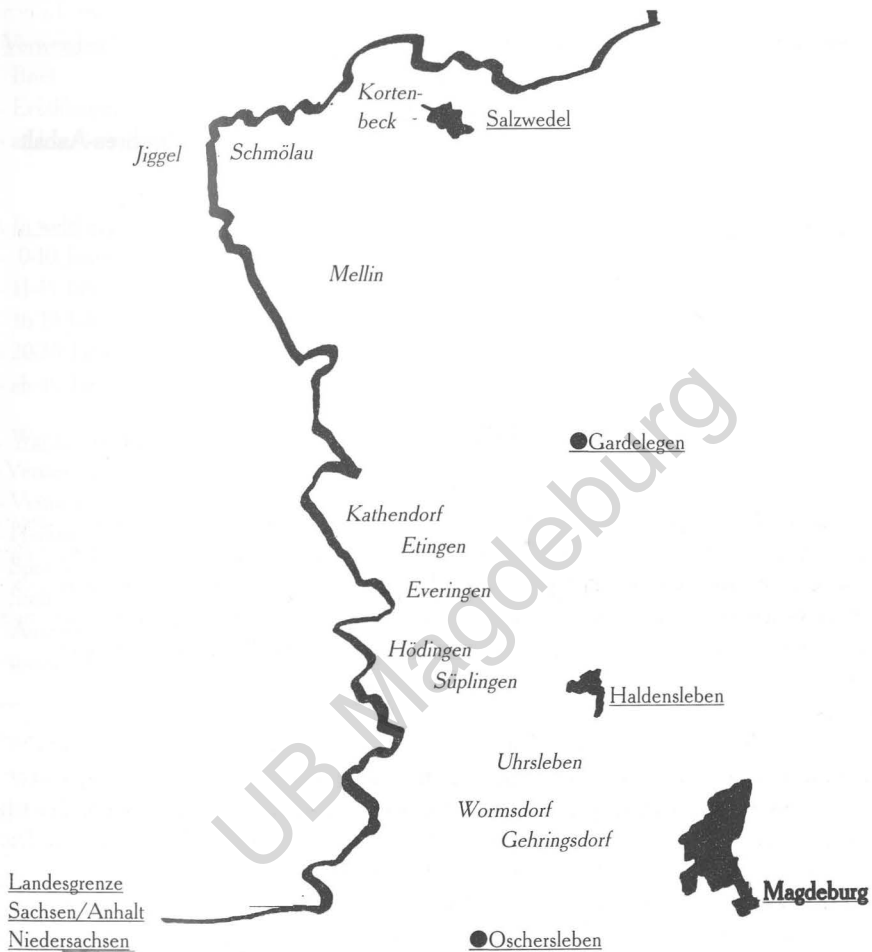 Korten-
beck
Salzwedel
Jiggel
Schmölau
Mellin
Gardelegen
Kathendorf
Etingen
Everingen
Hödingen
Süplingen
Haldensleben
Uhrsleben
Wormsdorf
Gehringsdorf
Magdeburg
Landesgrenze
Sachsen/Anhalt
Niedersachsen
Oschersleben
UB Magdeburg